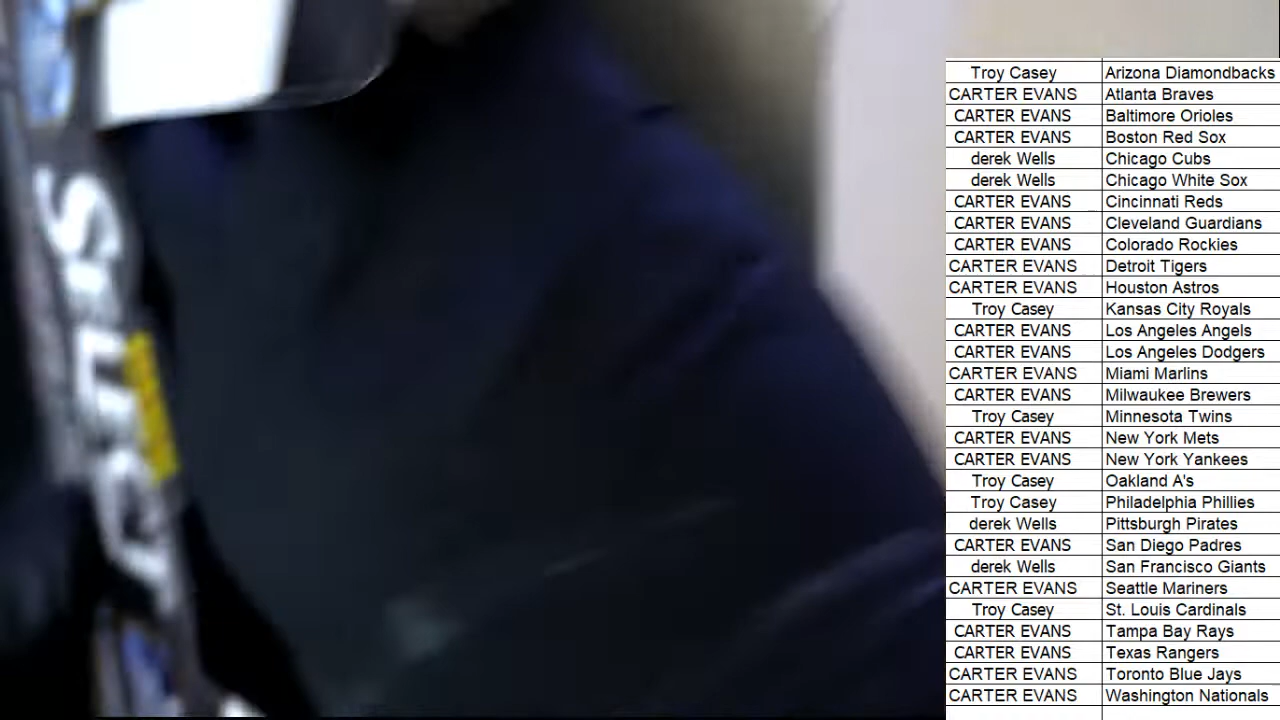 Troy Casey Arizona Diamondbacks
CARTER EVANS Atlanta Braves
CARTER EVANS Baltimore Orioles
CARTER EVANS Boston Red Sox
derek Wells Chicago Cubs
derek Wells Chicago White Sox
CARTER EVANS Cincinnati Reds
CARTER EVANS Cleveland Guardians
CARTER EVANS Colorado Rockies
CARTER EVANS Detroit Tigers
CARTER EVANS Houston Astros
Troy Casey Kansas City Royals
CARTER EVANS Los Angeles Angels
CARTER EVANS Los Angeles Dodgers
CARTER EVANS Miami Marlins
CARTER EVANS Milwaukee Brewers
Troy Casey Minnesota Twins
CARTER EVANS New York Mets
CARTER EVANS New York Yankees
Troy Casey Oakland A's
Troy Casey Philadelphia Phillies
derek Wells Pittsburgh Pirates
CARTER EVANS San Diego Padres
derek Wells San Francisco Giants
CARTER EVANS Seattle Mariners
Troy Casey St. Louis Cardinals
CARTER EVANS Tampa Bay Rays
CARTER EVANS Texas Rangers
CARTER EVANS Toronto Blue Jays
CARTER EVANS Washington Nationals